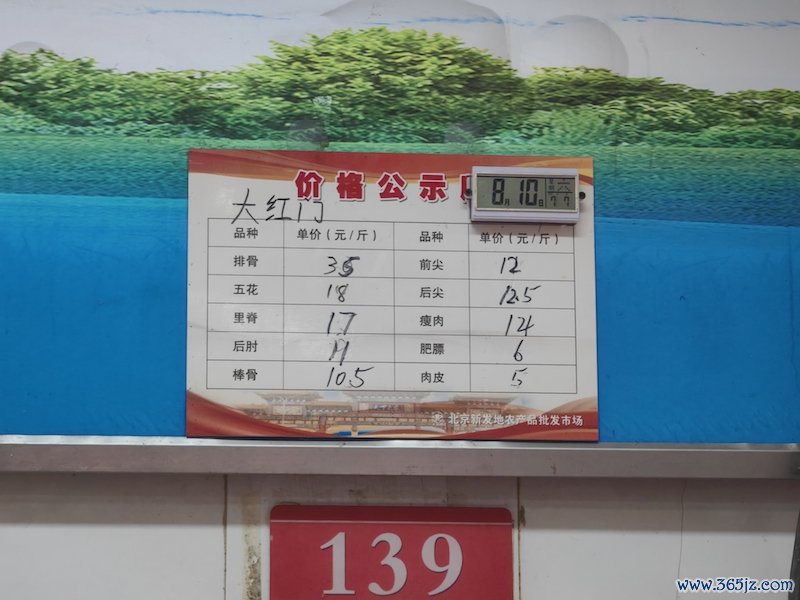 价格公示
8月10日 六
77
大红门
品种 单价(元/斤) 品种 单价(元/斤)
排骨 35 前尖 12
五花 18 后尖 12.5
里脊 17 瘦肉 14
后肘 11 肥膘 6
棒骨 10.5 肉皮 5
北京新发地农产品批发市场
139
www.365jz.com